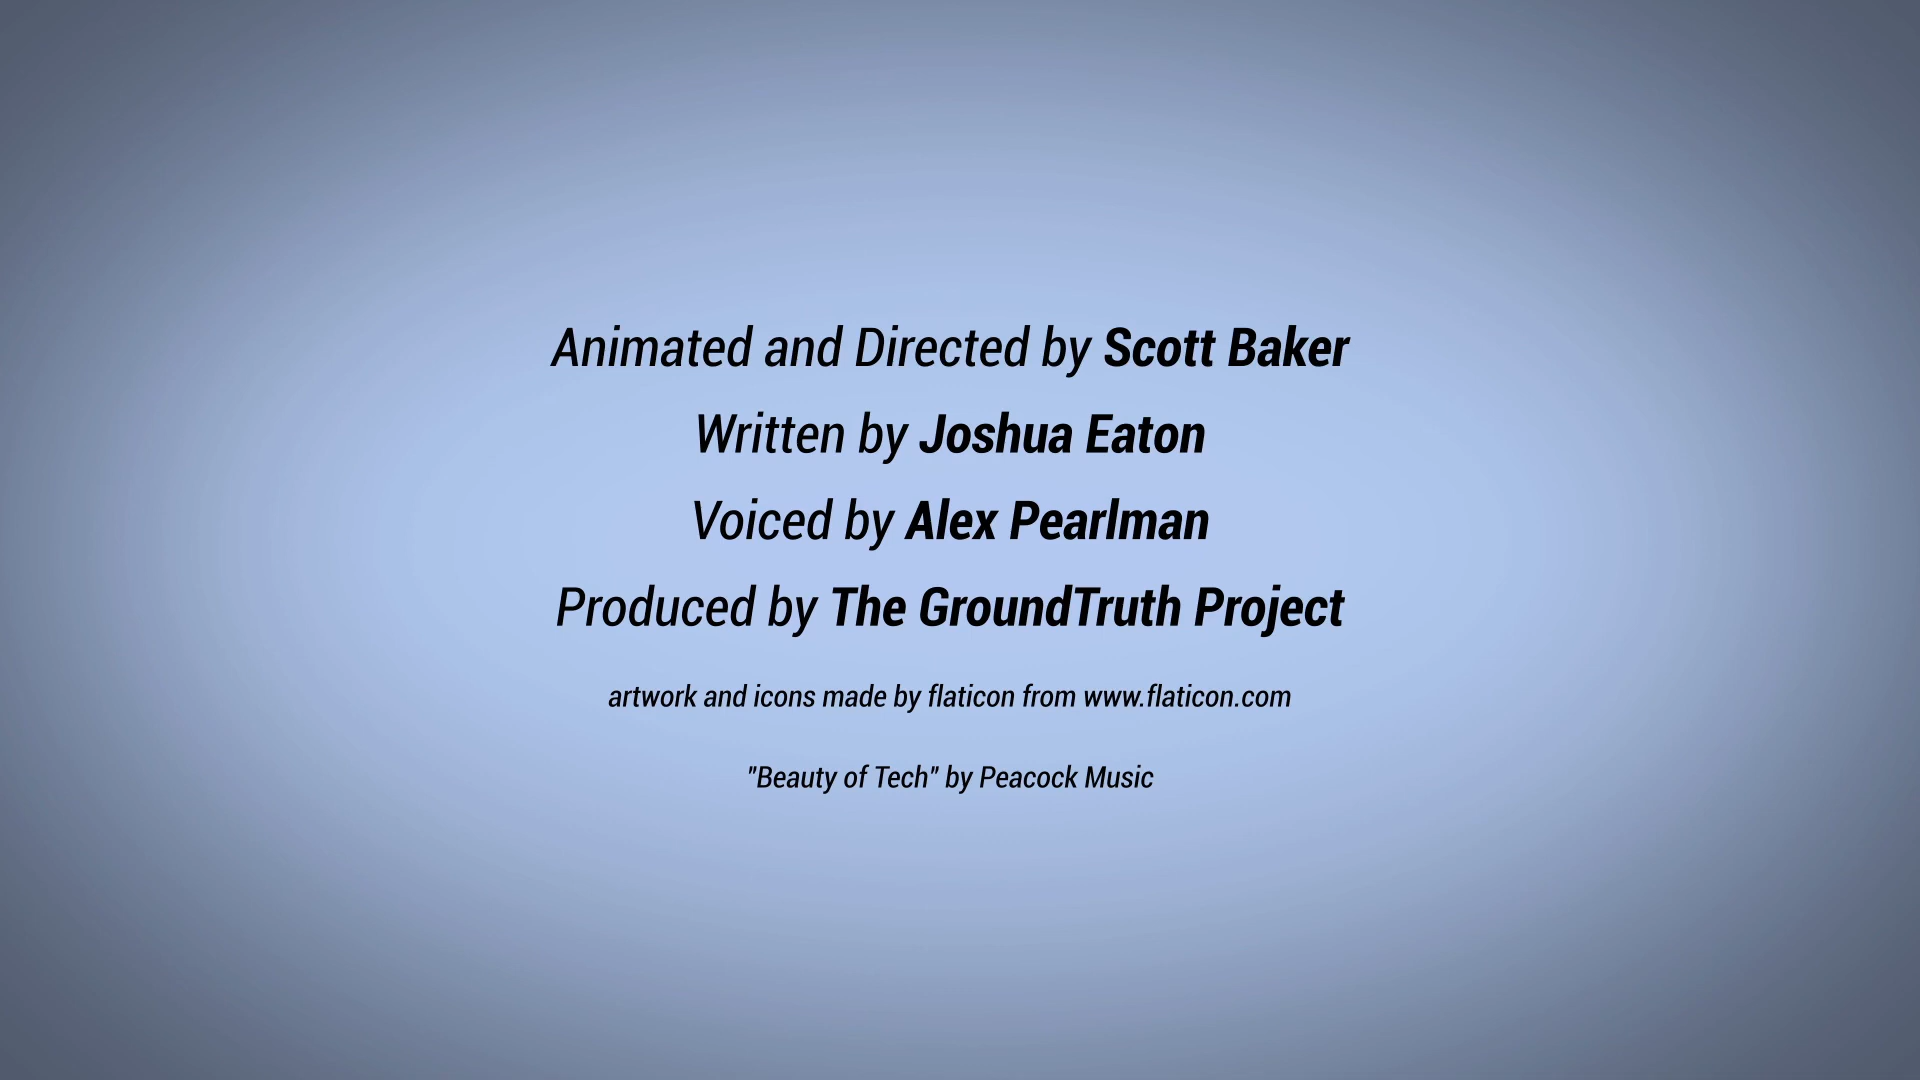 Animated and Directed by Scott Baker
Written by Joshua Eaton
Voiced by Alex Pearlman
Produced by The GroundTruth Project
artwork and icons made by flaticon from www.flaticon.com
"Beauty of Tech" by Peacock Music